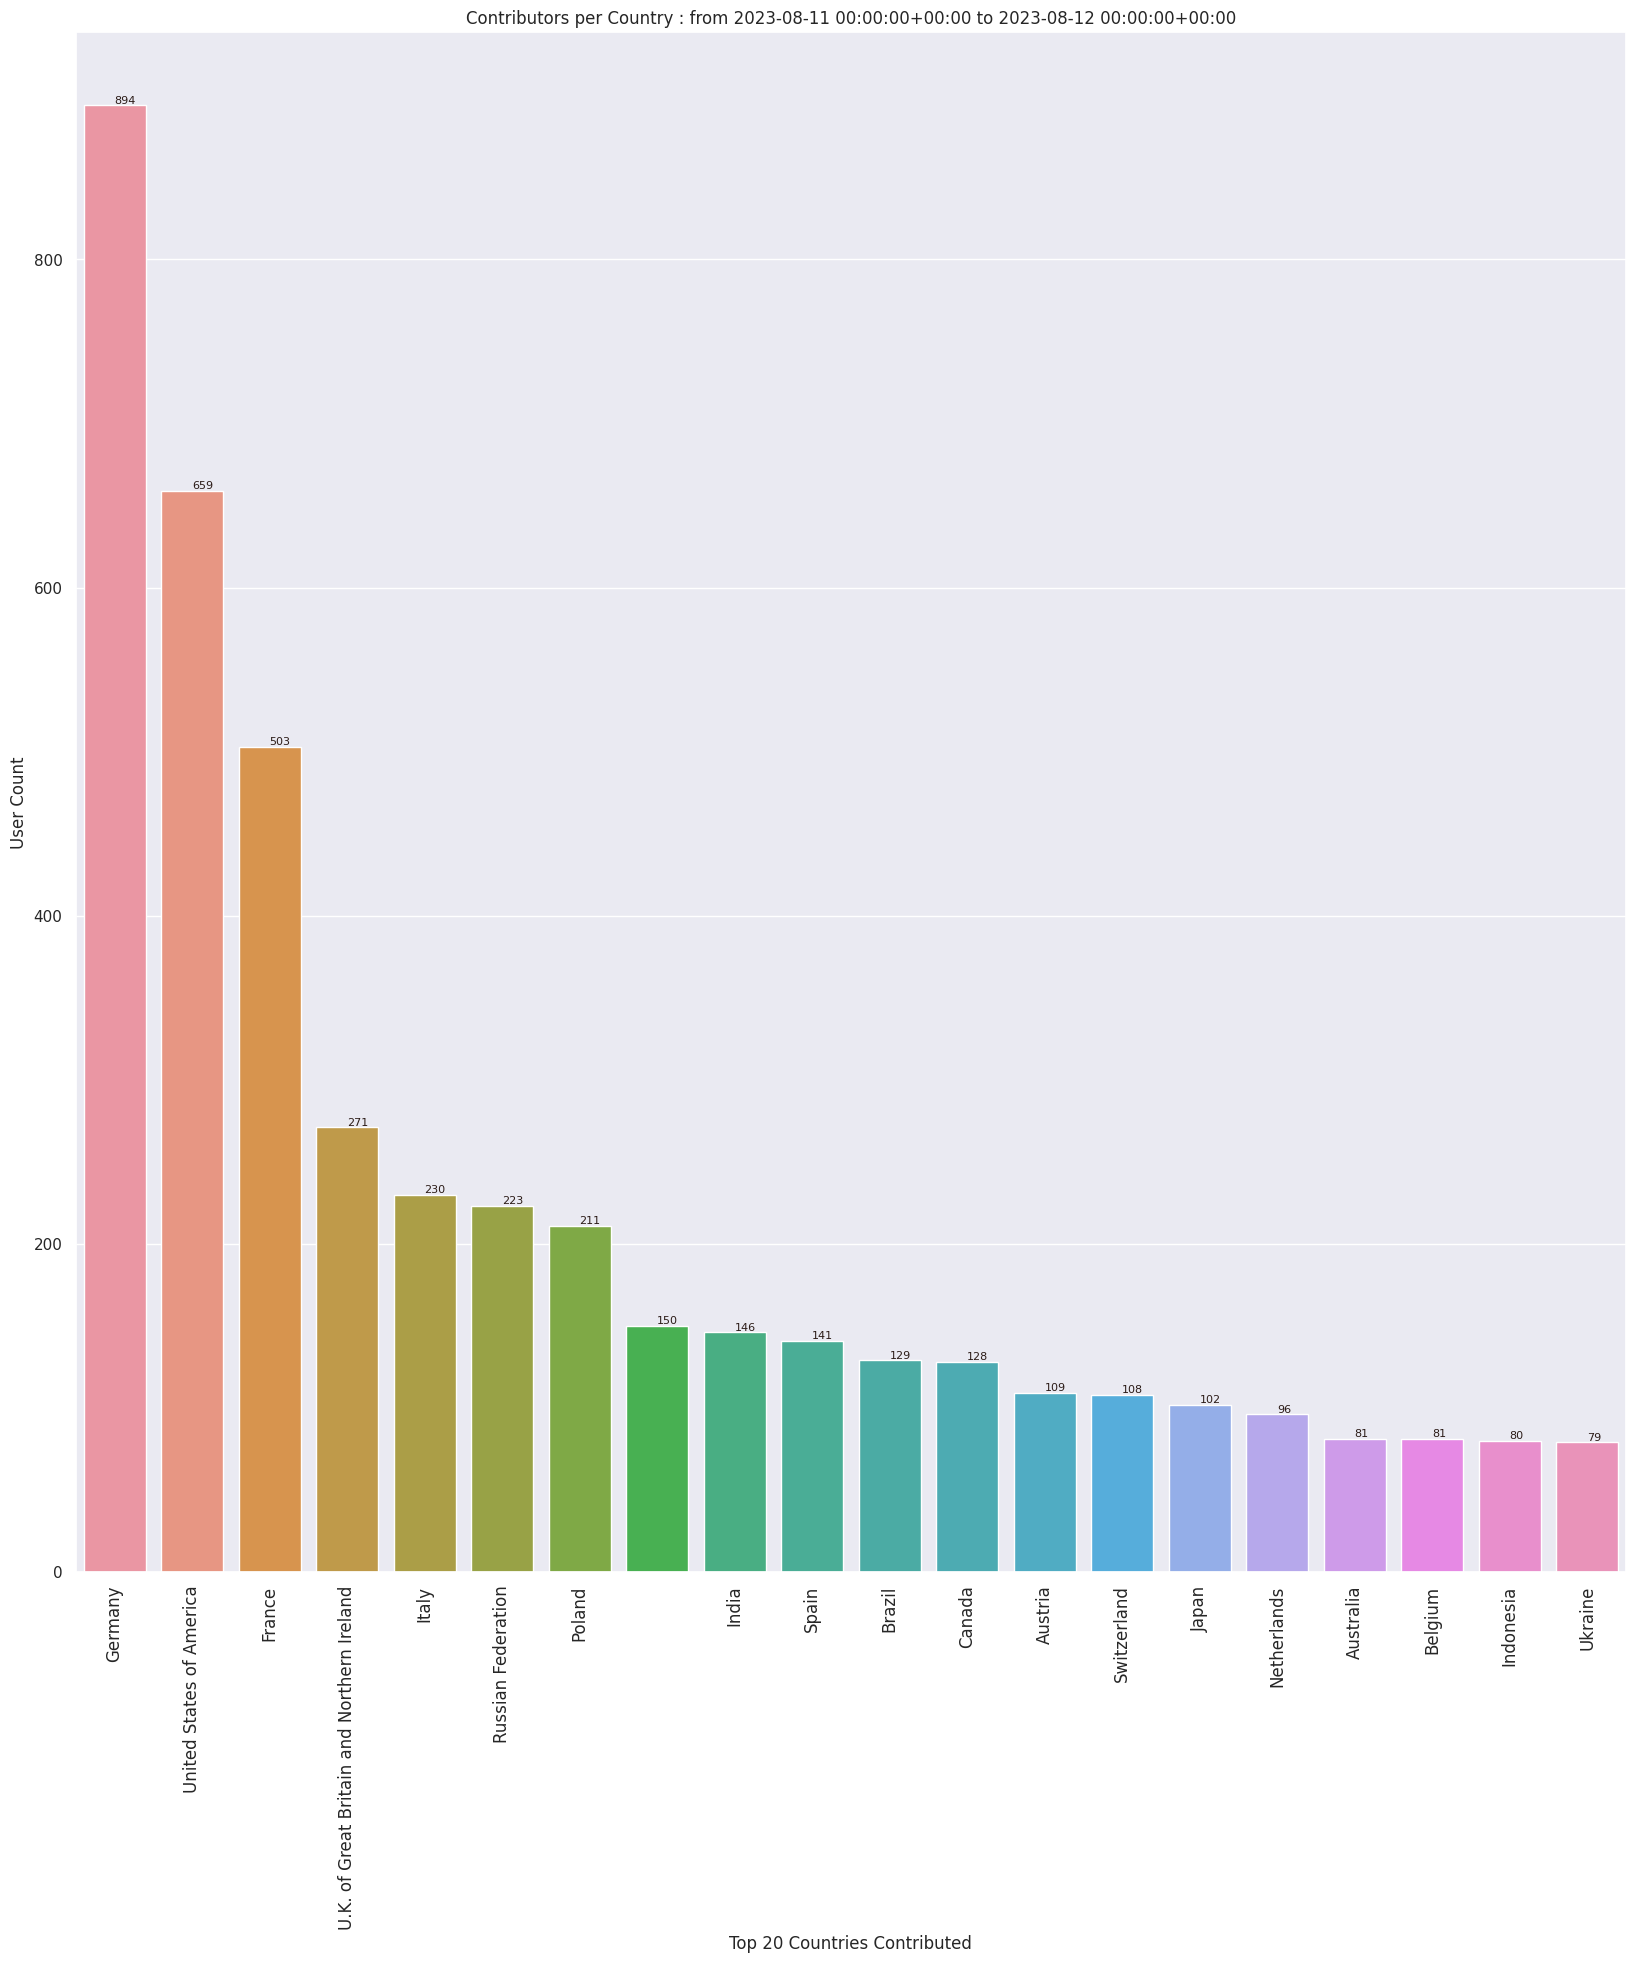 Contributors per Country : from 2023-08-11 00:00:00+00:00 to 2023-08-12 00:00:00+00:00
User Count
800
600
400
200
0
894
659
503
271
230
223
211
150
146
141
129
128
109
108
102
96
81
81
80
79
Germany
United States of America
France
U.K. of Great Britain and Northern Ireland
Italy
Russian Federation
Poland
India
Spain
Brazil
Canada
Austria
Switzerland
Japan
Netherlands
Australia
Belgium
Indonesia
Ukraine
Top 20 Countries Contributed